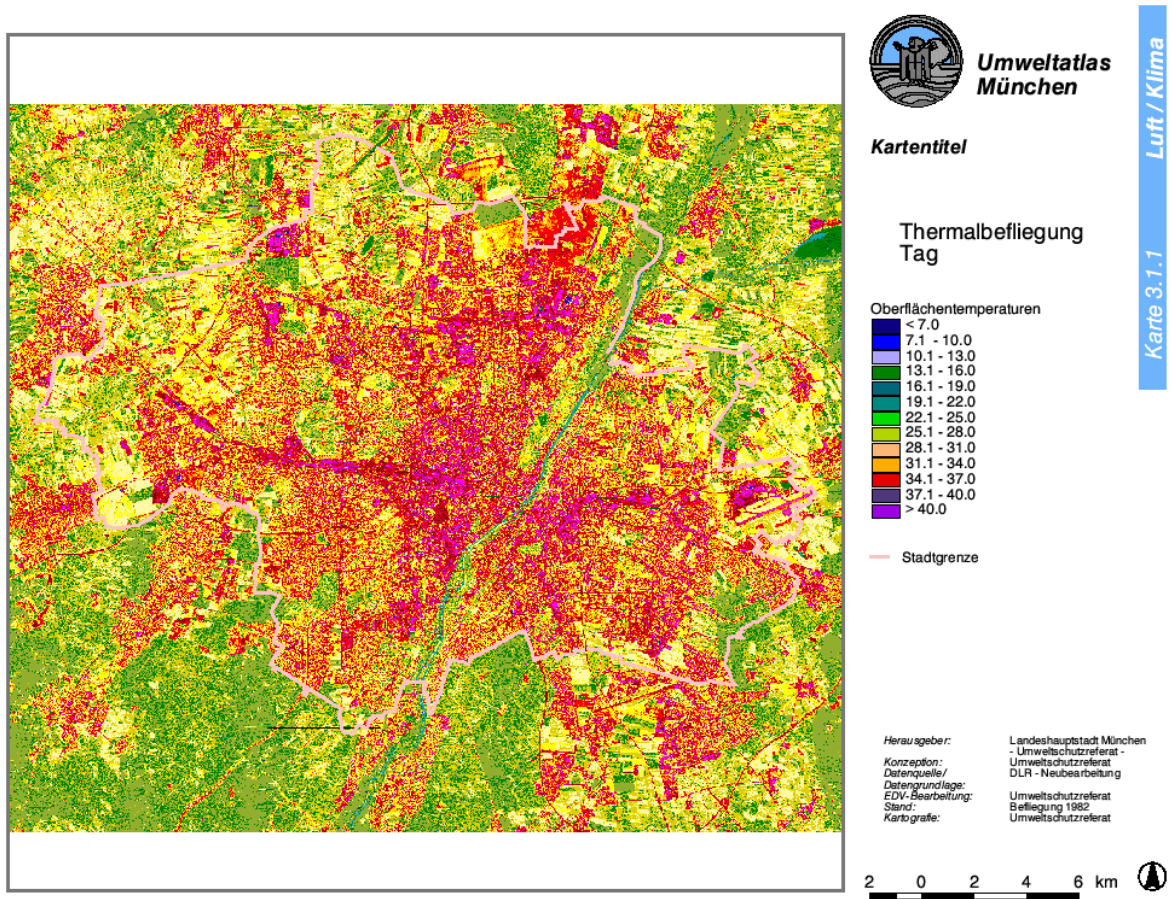 Umweltatlas
München
Luft / Klima
Karte 3.1.1
Kartentitel
Thermalbefliegung
Tag
Oberflächentemperaturen
< 7.0
7.1 - 10.0
10.1 - 13.0
13.1 - 16.0
16.1 - 19.0
19.1 - 22.0
22.1 - 25.0
25.1 - 28.0
28.1 - 31.0
31.1 - 34.0
34.1 - 37.0
37.1 - 40.0
> 40.0
Stadtgrenze
Herausgeber: Landeshauptstadt München
- Umweltschutzreferat -
Konzeption: Umweltschutzreferat
Datenquelle/ DLR - Neubearbeitung
Datengrundlage:
EDV-Bearbeitung: Umweltschutzreferat
Stand: Befliegung 1982
Kartografie: Umweltschutzreferat
2 0 2 4 6 km